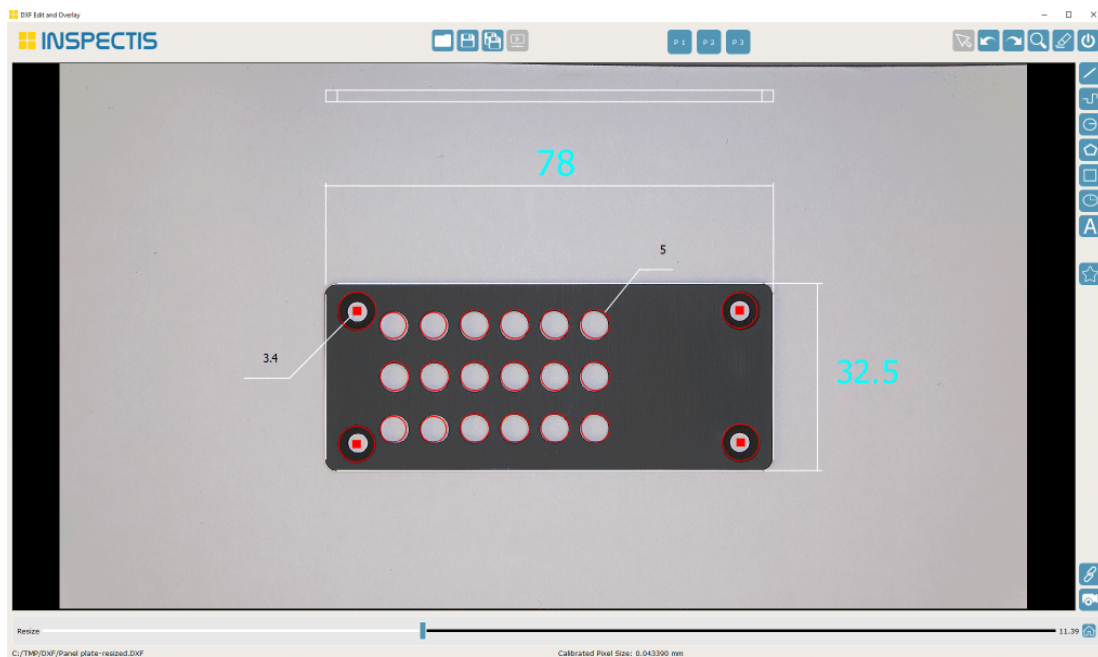 DXF Edit and Overlay
INSPECTIS
P 1 P 2 P 3
78
5
3.4
32.5
A
Resize
11.39
C:/TMP/DXF/Panel plate-resized.DXF
Calibrated Pixel Size: 0.043390 mm